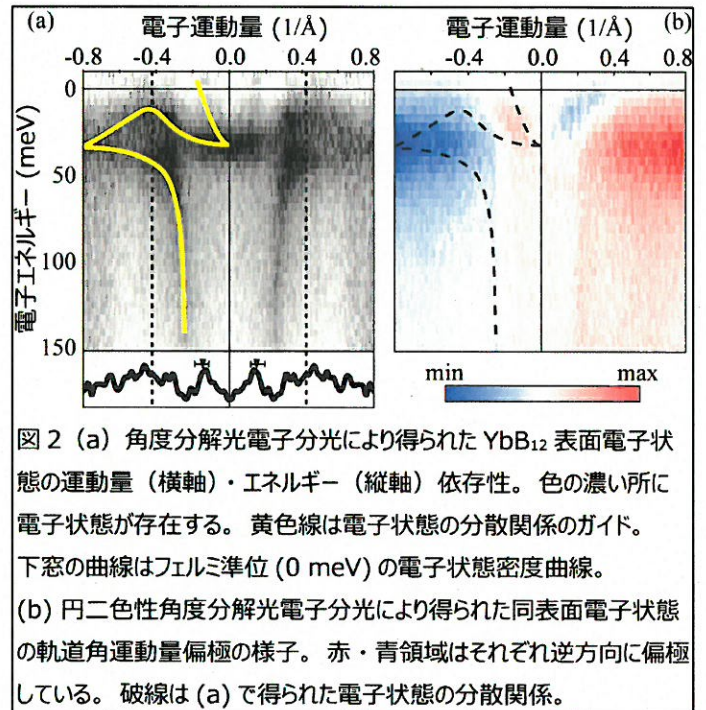 (a) 電子運動量 (1/Å)
電子運動量 (1/Å) (b)
-0.8 -0.4 0.0 0.4 0.8
-0.4 0.0 0.4 0.8
0
50
100
150
電子エネルギー (meV)
min max
図 2 (a) 角度分解光電子分光により得られた YbB₁₂ 表面電子状
態の運動量（横軸）・エネルギー（縦軸）依存性。 色の濃い所に
電子状態が存在する。 黄色線は電子状態の分散関係のガイド。
下窓の曲線はフェルミ準位 (0 meV) の電子状態密度曲線。
(b) 円二色性角度分解光電子分光により得られた同表面電子状態
の軌道角運動量偏極の様子。 赤・青領域はそれぞれ逆方向に偏極
している。 破線は (a) で得られた電子状態の分散関係。